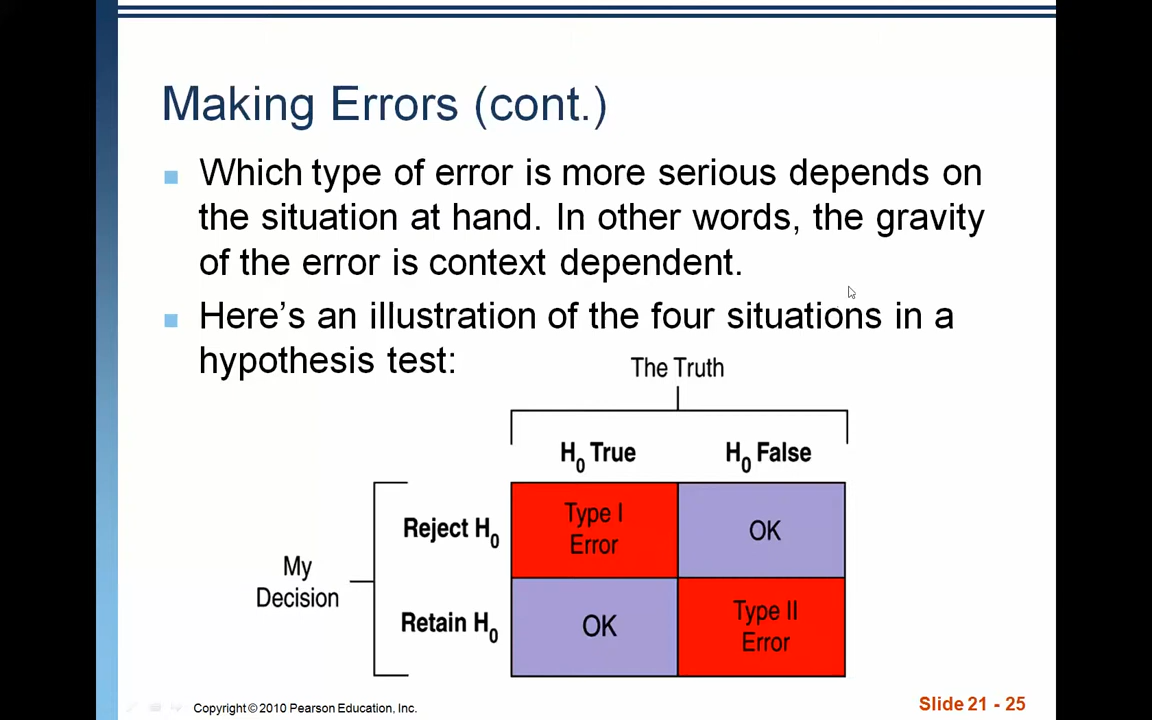 Making Errors (cont.)
Which type of error is more serious depends on
the situation at hand. In other words, the gravity
of the error is context dependent.
Here's an illustration of the four situations in a
hypothesis test:
The Truth
H0 True
H0 False
My
Decision
Reject H0
Type I
Error
OK
Retain H0
OK
Type II
Error
Copyright © 2010 Pearson Education, Inc.
Slide 21 - 25